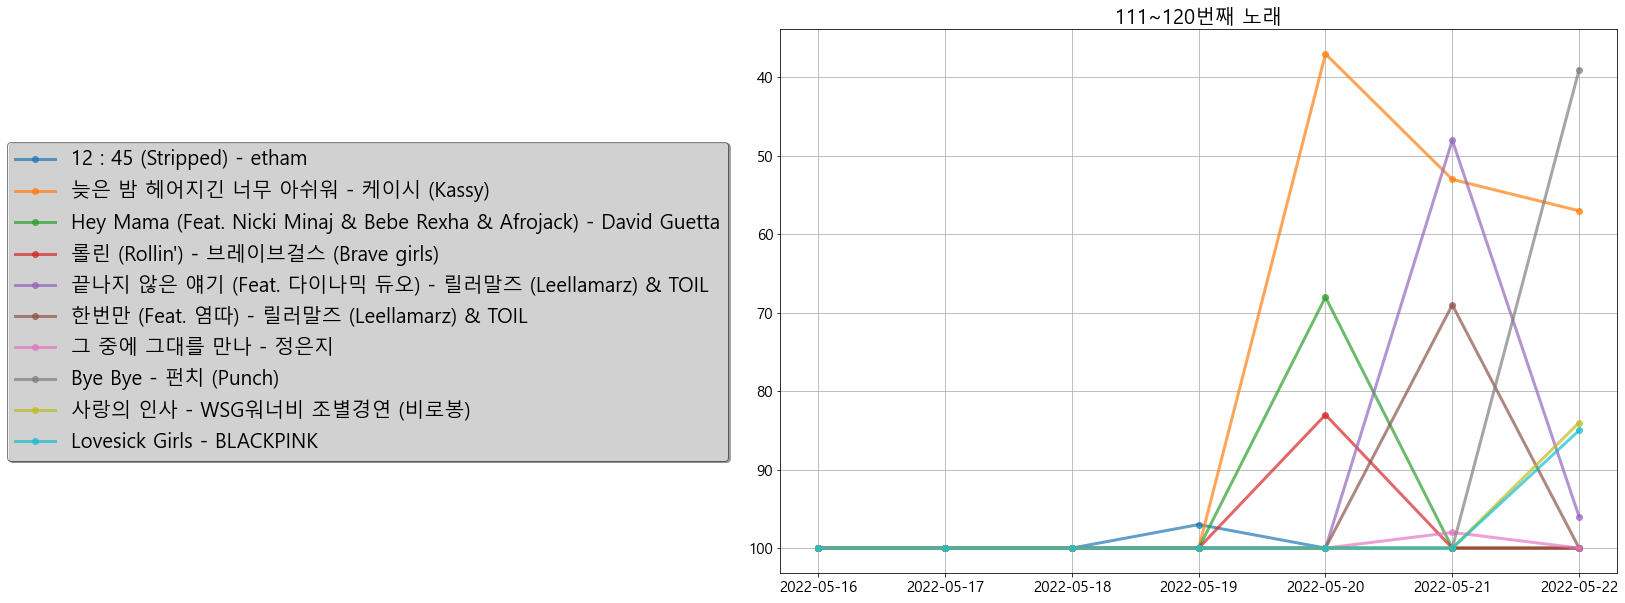 111~120번째 노래
12 : 45 (Stripped) - etham
늦은 밤 헤어지긴 너무 아쉬워 - 케이시 (Kassy)
Hey Mama (Feat. Nicki Minaj & Bebe Rexha & Afrojack) - David Guetta
롤린 (Rollin') - 브레이브걸스 (Brave girls)
끝나지 않은 얘기 (Feat. 다이나믹 듀오) - 릴러말즈 (Leellamarz) & TOIL
한번만 (Feat. 염따) - 릴러말즈 (Leellamarz) & TOIL
그 중에 그대를 만나 - 정은지
Bye Bye - 펀치 (Punch)
사랑의 인사 - WSG워너비 조별경연 (비로봉)
Lovesick Girls - BLACKPINK
40
50
60
70
80
90
100
2022-05-16 2022-05-17 2022-05-18 2022-05-19 2022-05-20 2022-05-21 2022-05-22